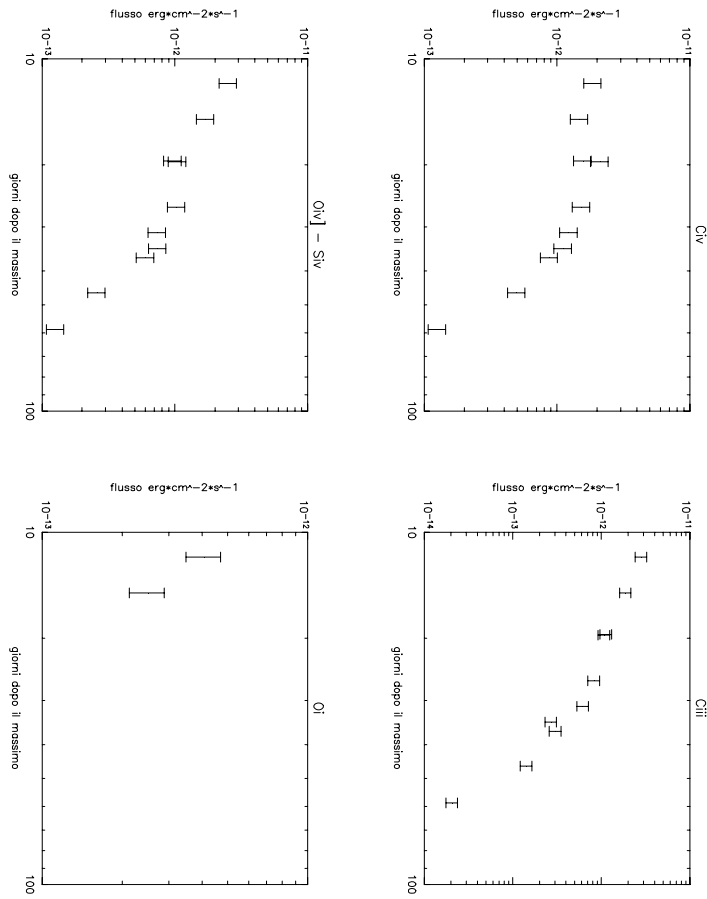 Civ
10−11
10−12
10−13
flusso erg*cm^−2*s^−1
10
100
giorni dopo il massimo
Ciii
10−11
10−12
10−13
10−14
flusso erg*cm^−2*s^−1
10
100
giorni dopo il massimo
Oiv] − Siv
10−11
10−12
10−13
flusso erg*cm^−2*s^−1
10
100
giorni dopo il massimo
Oi
10−12
10−13
flusso erg*cm^−2*s^−1
10
100
giorni dopo il massimo